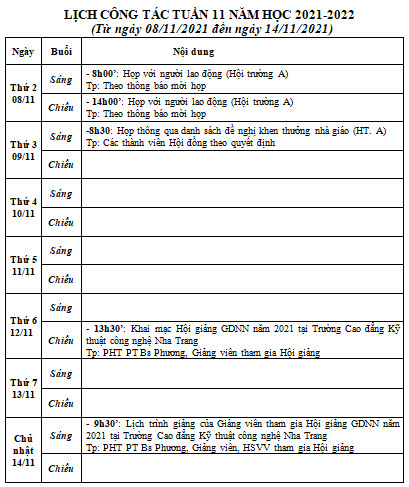 LỊCH CÔNG TÁC TUẦN 11 NĂM HỌC 2021-2022
(Từ ngày 08/11/2021 đến ngày 14/11/2021)
Ngày Buổi Nội dung
Thứ 2
08/11
Sáng
- 8h00’: Họp với người lao động (Hội trường A)
Tp: Theo thông báo mời họp
Chiều
- 14h00’: Họp với người lao động (Hội trường A)
Tp: Theo thông báo mời họp
Thứ 3
09/11
Sáng
-8h30: Họp thông qua danh sách đề nghị khen thưởng nhà giáo (HT. A)
Tp: Các thành viên Hội đồng theo quyết định
Chiều
Thứ 4
10/11
Sáng
Chiều
Thứ 5
11/11
Sáng
Chiều
Thứ 6
12/11
Sáng
Chiều
- 13h30’: Khai mạc Hội giảng GDNN năm 2021 tại Trường Cao đẳng Kỹ
thuật công nghệ Nha Trang
Tp: PHT PT Bs Phương, Giảng viên tham gia Hội giảng
Thứ 7
13/11
Sáng
Chiều
Chủ
nhật
14/11
Sáng
- 9h30’: Lịch trình giảng của Giảng viên tham gia Hội giảng GDNN năm
2021 tại Trường Cao đẳng Kỹ thuật công nghệ Nha Trang
Tp: PHT PT Bs Phương, Giảng viên, HSVV tham gia Hội giảng
Chiều